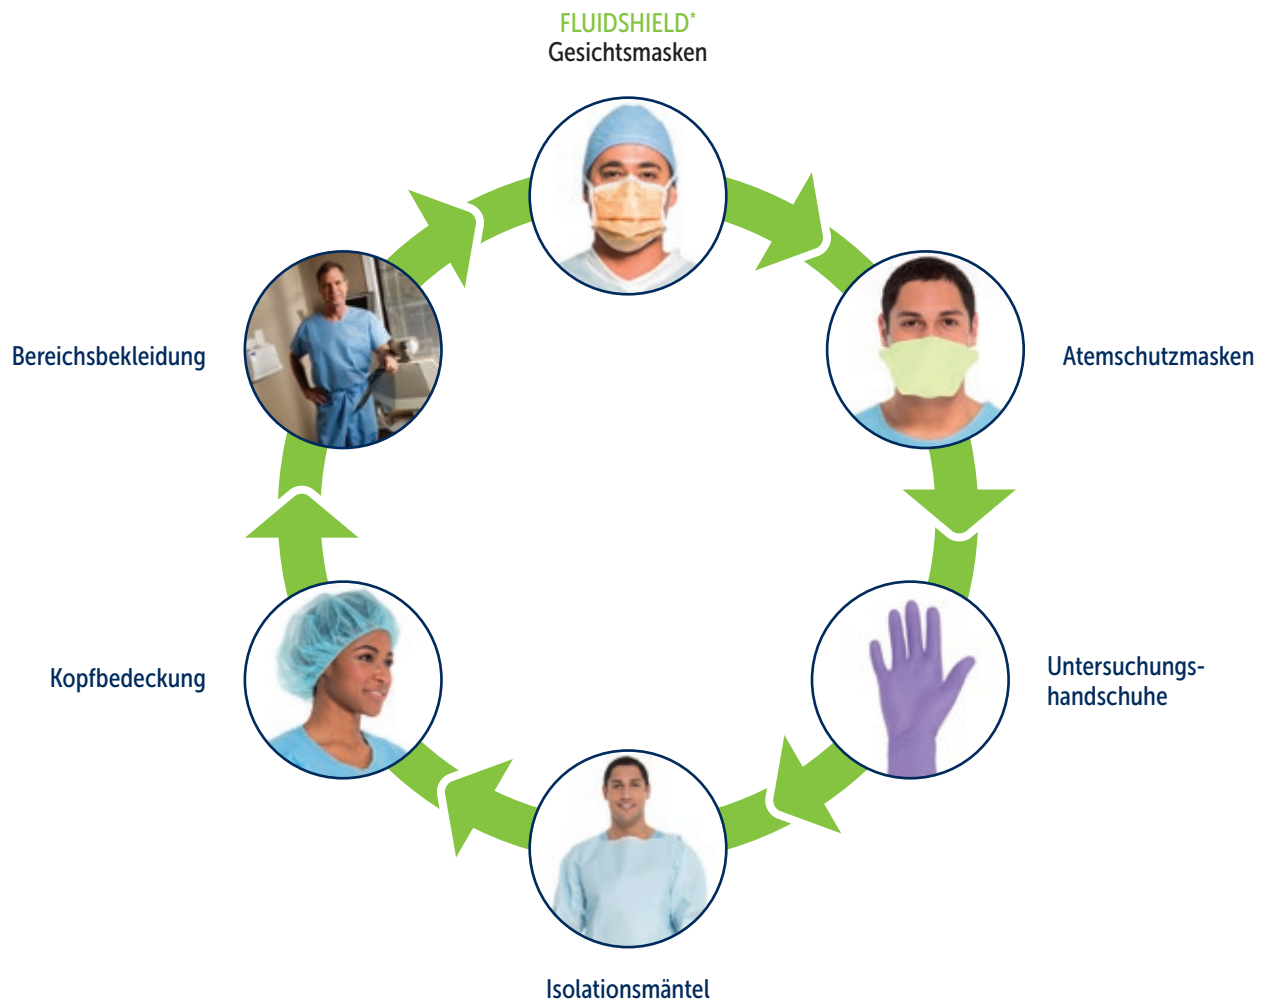 FLUIDSHIELD*
Gesichtsmasken
Bereichsbekleidung
Atemschutzmasken
Kopfbedeckung
Untersuchungs-
handschuhe
Isolationsmäntel